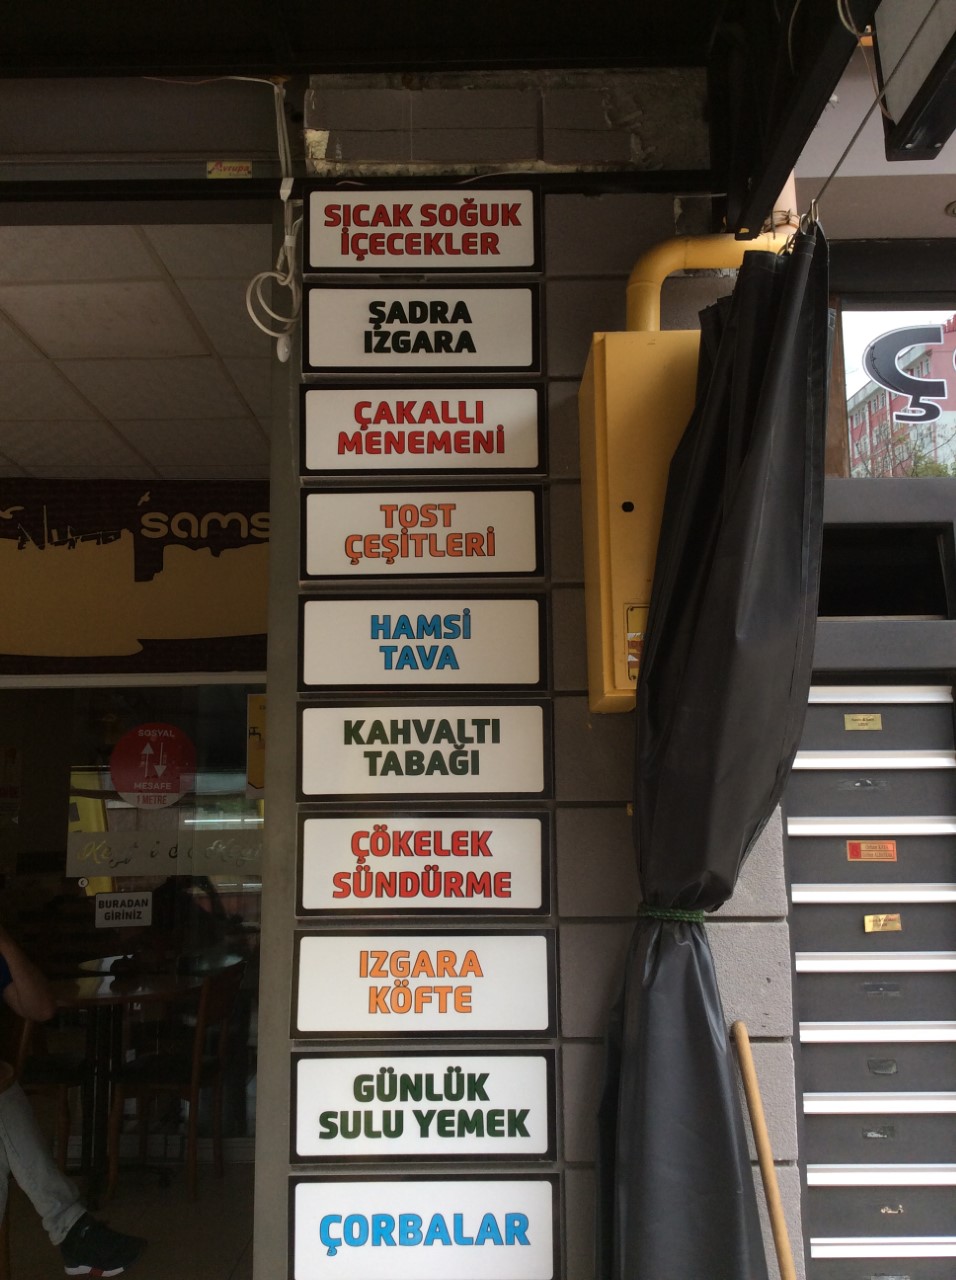 SICAK SOĞUK
İÇECEKLER
ŞADRA
IZGARA
ÇAKALLI
MENEMENİ
TOST
ÇEŞİTLERİ
HAMSİ
TAVA
KAHVALTI
TABAĞI
ÇÖKELEK
SÜNDÜRME
IZGARA
KÖFTE
GÜNLÜK
SULU YEMEK
ÇORBALAR
sams
SOSYAL
MESAFE
1 METRE
BURADAN
GİRİNİZ
Ç